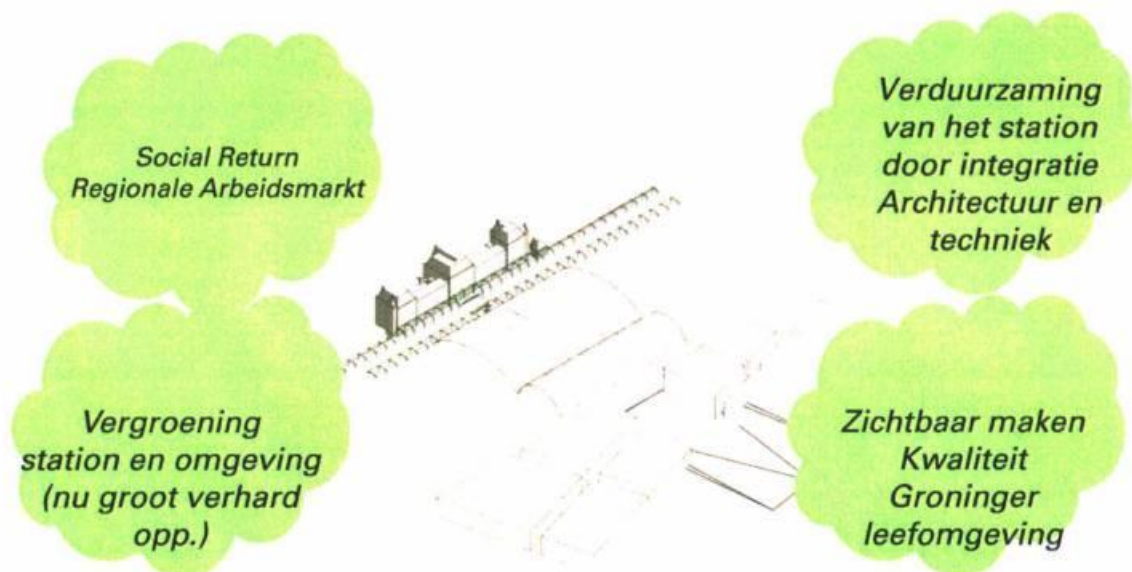 Social Return
Regionale Arbeidsmarkt
Verduurzaming
van het station
door integratie
Architectuur en
techniek
Vergroening
station en omgeving
(nu groot verhard
opp.)
Zichtbaar maken
Kwaliteit
Groninger
leefomgeving